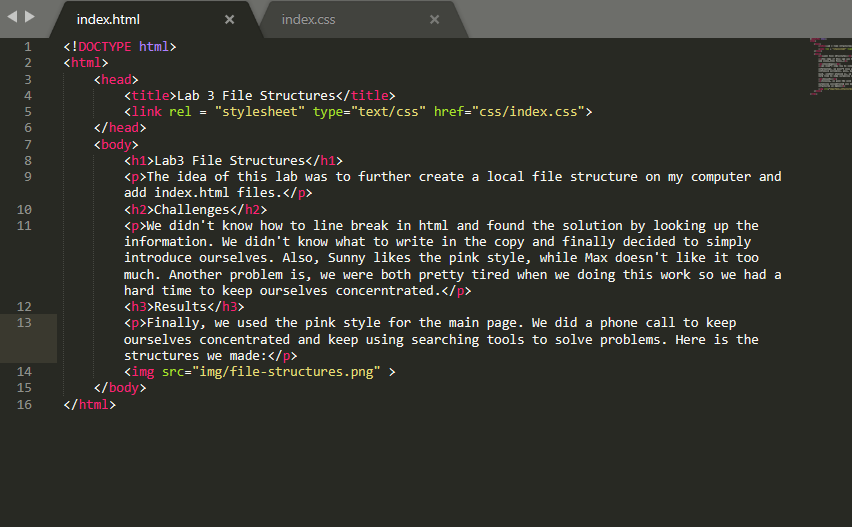 index.html
index.css
1 <!DOCTYPE html>
2 <html>
3 <head>
4 <title>Lab 3 File Structures</title>
5 <link rel = "stylesheet" type="text/css" href="css/index.css">
6 </head>
7 <body>
8 <h1>Lab3 File Structures</h1>
9 <p>The idea of this lab was to further create a local file structure on my computer and
add index.html files.</p>
10 <h2>Challenges</h2>
11 <p>We didn't know how to line break in html and found the solution by looking up the
information. We didn't know what to write in the copy and finally decided to simply
introduce ourselves. Also, Sunny likes the pink style, while Max doesn't like it too
much. Another problem is, we were both pretty tired when we doing this work so we had a
hard time to keep ourselves concerntrated.</p>
12 <h3>Results</h3>
13 <p>Finally, we used the pink style for the main page. We did a phone call to keep
ourselves concentrated and keep using searching tools to solve problems. Here is the
structures we made:</p>
14 <img src="img/file-structures.png" >
15 </body>
16 </html>